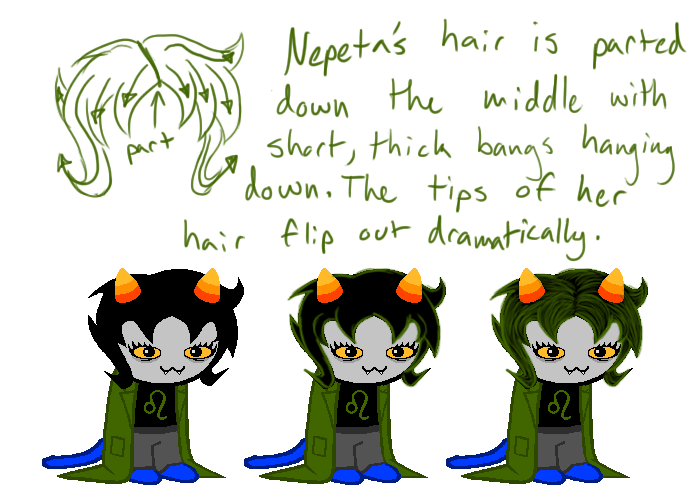 Nepeta's hair is parted
down the middle with
short, thick bangs hanging
down. The tips of her
hair flip out dramatically.
part